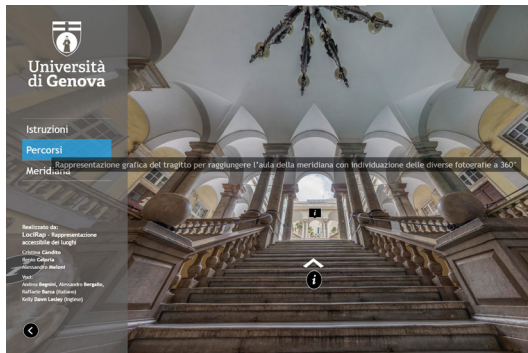 Università
di Genova
Istruzioni
Percorsi
Rappresentazione grafica del tragitto per raggiungere l'aula della meridiana con individuazione delle diverse fotografie a 360°
Meridiana
Realizzato da:
LociRap - Rappresentazione
accessibile dei luoghi
Cristina Càndito
Ilenio Celoria
Alessandro Meloni
Voci:
Andrea Begnini, Alessandro Bergallo,
Raffaele Barca (italiano)
Kelly Dawn Lesley (inglese)
i
i